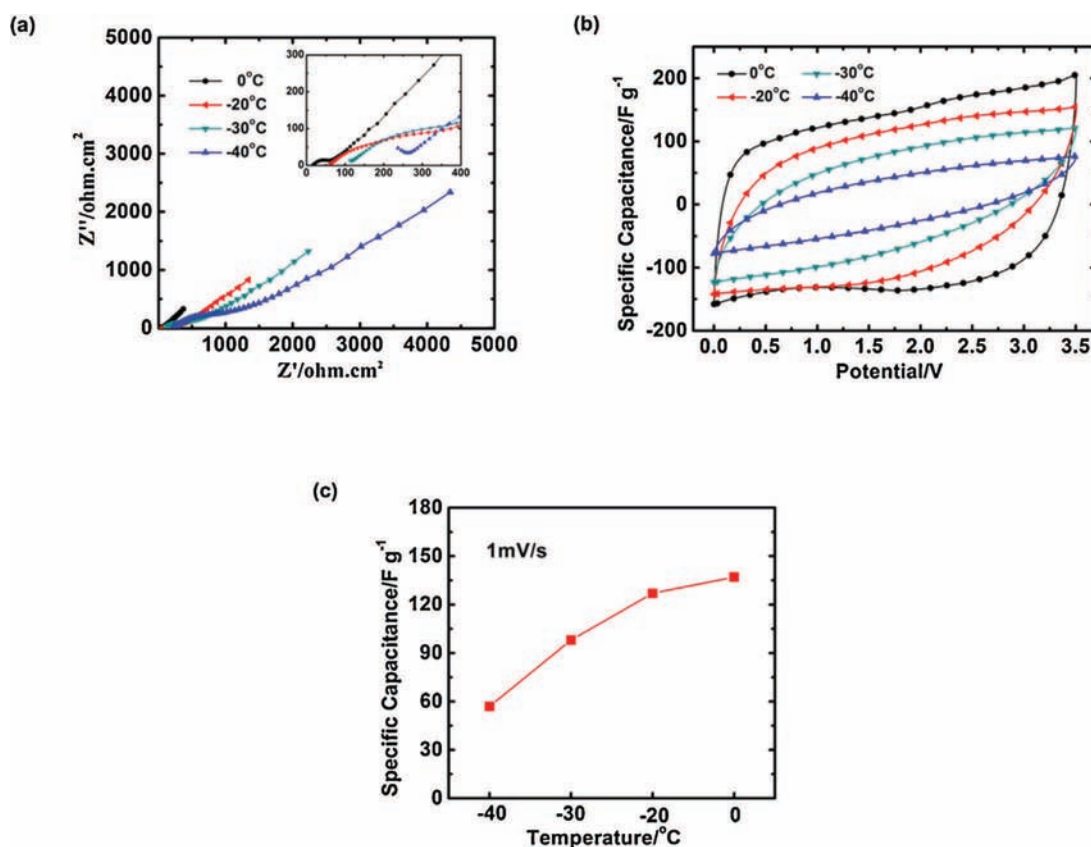 (a)
5000
4000
3000
2000
1000
0
Z''/ohm.cm²
0°C
-20°C
-30°C
-40°C
300
200
100
0
0 100 200 300 400
1000 2000 3000 4000 5000
Z'/ohm.cm²
(b)
200
100
0
-100
-200
Specific Capacitance/F g⁻¹
0°C -30°C
-20°C -40°C
0.0 0.5 1.0 1.5 2.0 2.5 3.0 3.5
Potential/V
(c)
180
150
120
90
60
30
0
Specific Capacitance/F g⁻¹
1mV/s
-40 -30 -20 0
Temperature/°C